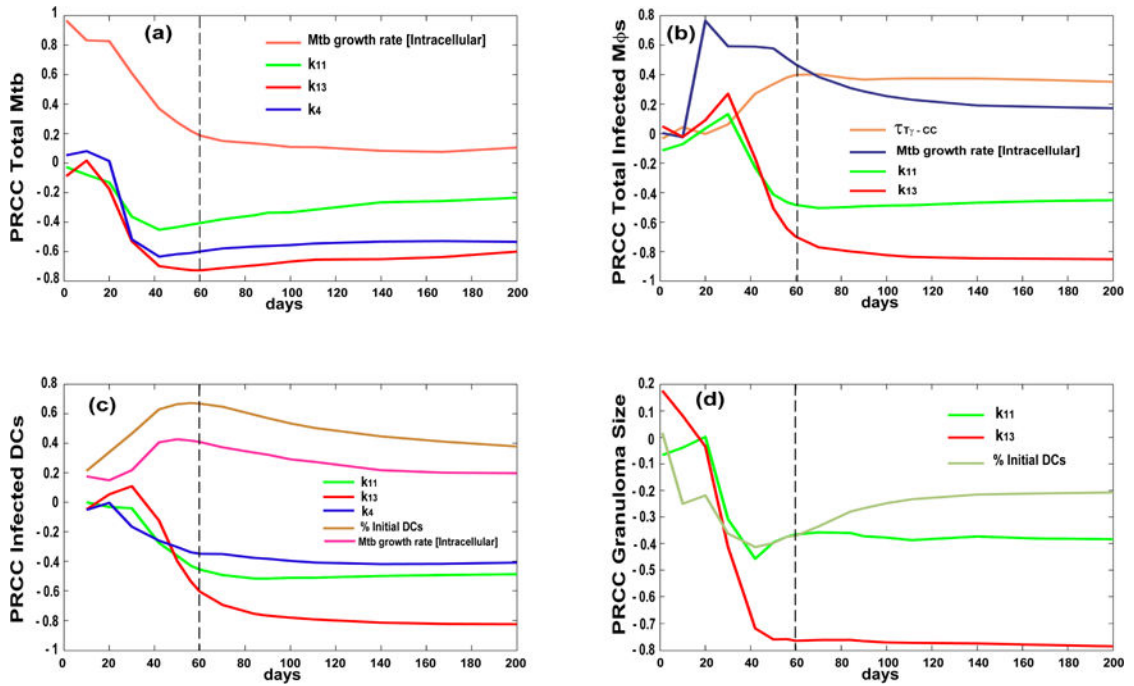 (a)
PRCC Total Mtb
1
0.8
0.6
0.4
0.2
0
-0.2
-0.4
-0.6
-0.8
Mtb growth rate [Intracellular]
k11
k13
k4
0 20 40 60 80 100 120 140 160 180 200
days
(b)
PRCC Total Infected Mϕs
0.8
0.6
0.4
0.2
0
-0.2
-0.4
-0.6
-0.8
-1
τTγ-CC
Mtb growth rate [Intracellular]
k11
k13
0 20 40 60 80 100 120 140 160 180 200
days
(c)
PRCC Infected DCs
0.8
0.6
0.4
0.2
0
-0.2
-0.4
-0.6
-0.8
1
k11
k13
k4
% Initial DCs
Mtb growth rate [Intracellular]
0 20 40 60 80 100 120 140 160 180 200
days
(d)
PRCC Granuloma Size
0.2
0.1
0
-0.1
-0.2
-0.3
-0.4
-0.5
-0.6
-0.7
-0.8
k11
k13
% Initial DCs
0 20 40 60 80 100 120 140 160 180 200
days